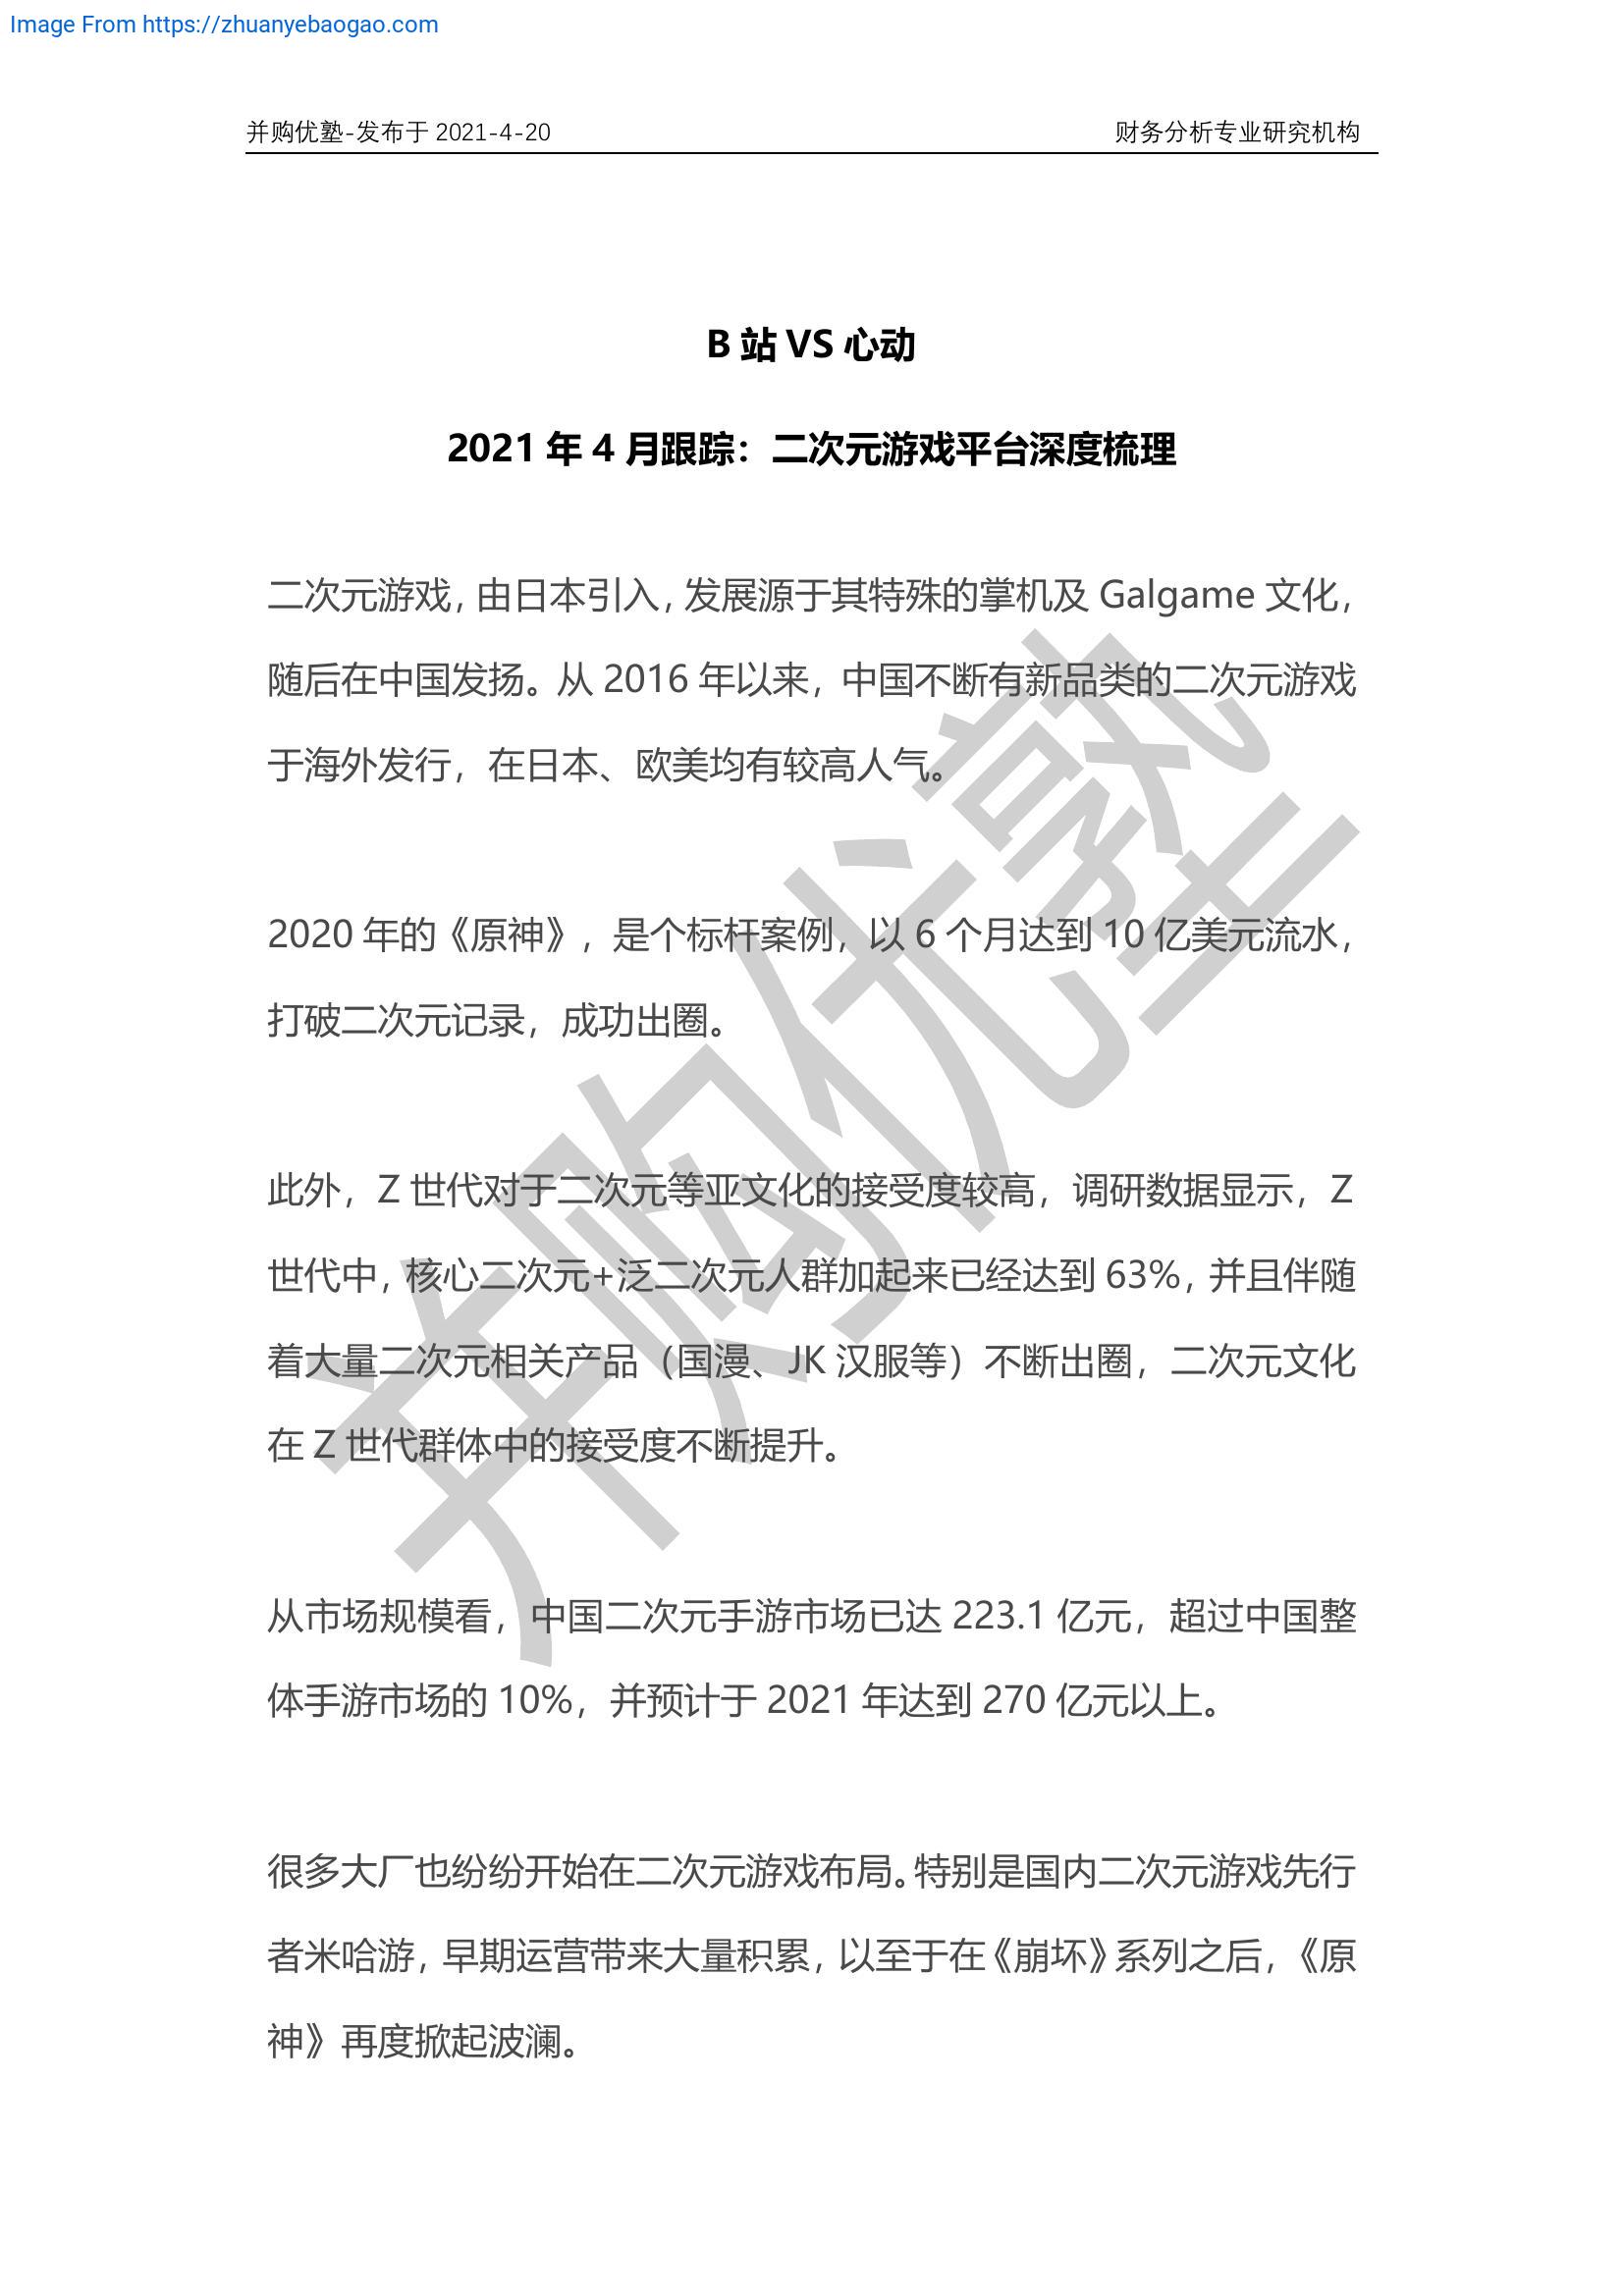 Image From https://zhuanyebaogao.com
并购优塾-发布于 2021-4-20 财务分析专业研究机构
B 站 VS 心动
2021 年 4 月跟踪：二次元游戏平台深度梳理
二次元游戏，由日本引入，发展源于其特殊的掌机及 Galgame 文化，
随后在中国发扬。从 2016 年以来，中国不断有新品类的二次元游戏
于海外发行，在日本、欧美均有较高人气。
2020 年的《原神》，是个标杆案例，以 6 个月达到 10 亿美元流水，
打破二次元记录，成功出圈。
此外，Z 世代对于二次元等亚文化的接受度较高，调研数据显示，Z
世代中，核心二次元+泛二次元人群加起来已经达到 63%，并且伴随
着大量二次元相关产品（国漫、JK 汉服等）不断出圈，二次元文化
在 Z 世代群体中的接受度不断提升。
从市场规模看，中国二次元手游市场已达 223.1 亿元，超过中国整
体手游市场的 10%，并预计于 2021 年达到 270 亿元以上。
很多大厂也纷纷开始在二次元游戏布局。特别是国内二次元游戏先行
者米哈游，早期运营带来大量积累，以至于在《崩坏》系列之后，《原
神》再度掀起波澜。
并购优塾